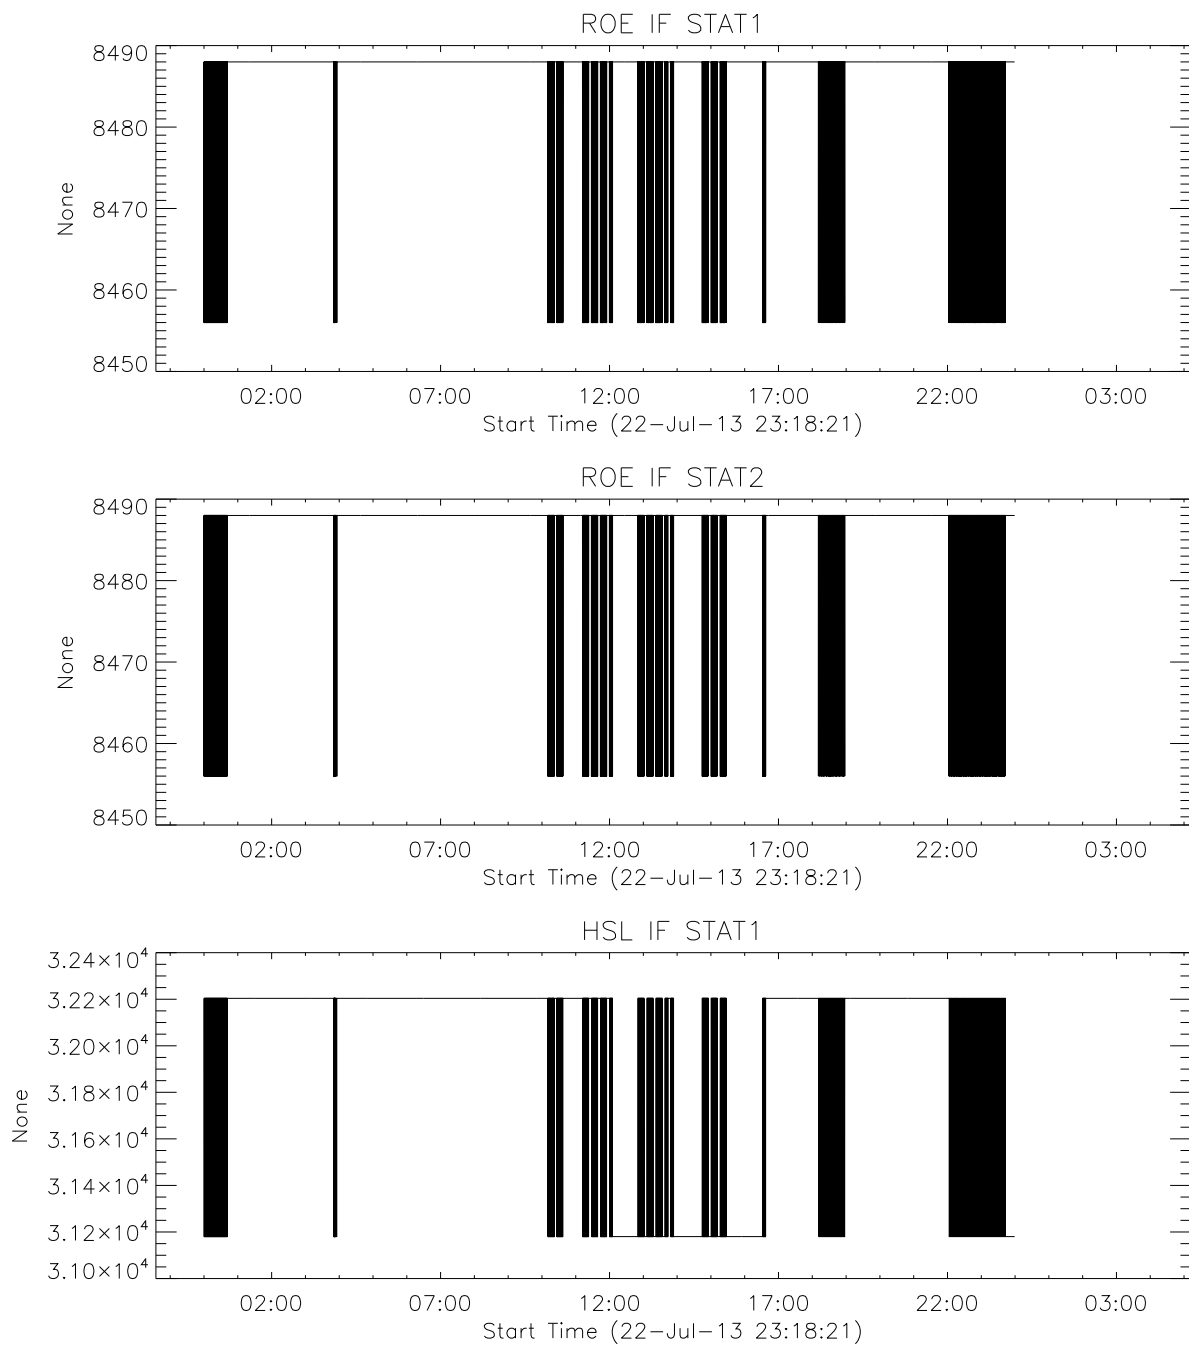 ROE IF STAT1
8490
8480
8470
8460
8450
None
02:00 07:00 12:00 17:00 22:00 03:00
Start Time (22-Jul-13 23:18:21)
ROE IF STAT2
8490
8480
8470
8460
8450
None
02:00 07:00 12:00 17:00 22:00 03:00
Start Time (22-Jul-13 23:18:21)
HSL IF STAT1
3.24×10⁴
3.22×10⁴
3.20×10⁴
3.18×10⁴
3.16×10⁴
3.14×10⁴
3.12×10⁴
3.10×10⁴
None
02:00 07:00 12:00 17:00 22:00 03:00
Start Time (22-Jul-13 23:18:21)